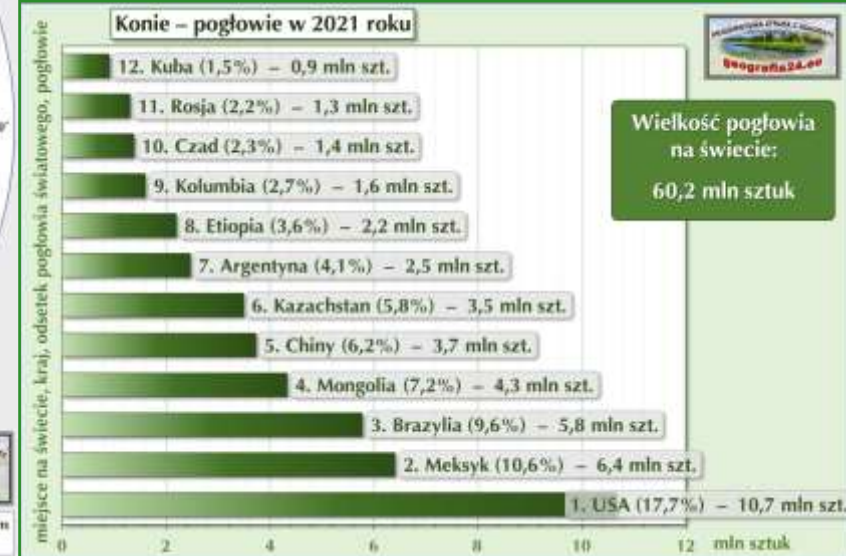 Konie – pogłowie w 2021 roku
miejsce na świecie, kraj, odsetek pogłowia światowego, pogłowie
12. Kuba (1,5%) – 0,9 mln szt.
11. Rosja (2,2%) – 1,3 mln szt.
10. Czad (2,3%) – 1,4 mln szt.
9. Kolumbia (2,7%) – 1,6 mln szt.
8. Etiopia (3,6%) – 2,2 mln szt.
7. Argentyna (4,1%) – 2,5 mln szt.
6. Kazachstan (5,8%) – 3,5 mln szt.
5. Chiny (6,2%) – 3,7 mln szt.
4. Mongolia (7,2%) – 4,3 mln szt.
3. Brazylia (9,6%) – 5,8 mln szt.
2. Meksyk (10,6%) – 6,4 mln szt.
1. USA (17,7%) – 10,7 mln szt.
0 2 4 6 8 10 12 mln sztuk
geografia24.eu
Wielkość pogłowia
na świecie:
60,2 mln sztuk